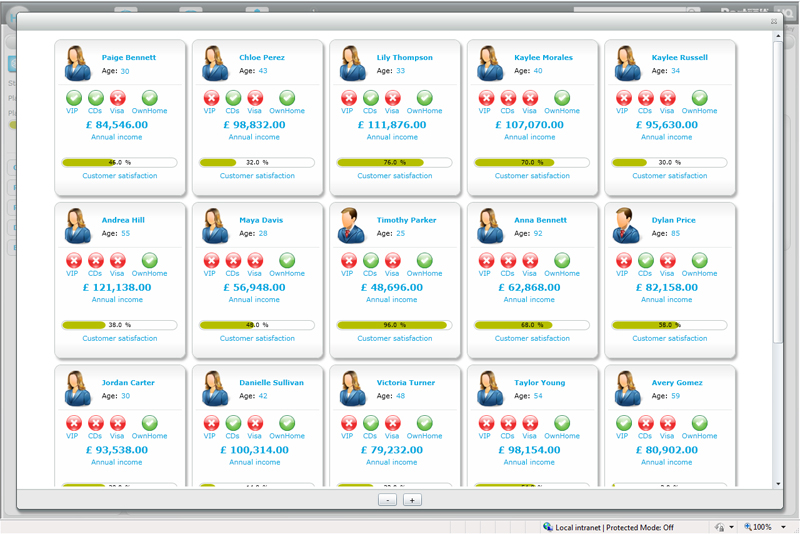 Paige Bennett
Age: 30
VIP CDs Visa OwnHome
£ 84,546.00
Annual income
46.0 %
Customer satisfaction
Chloe Perez
Age: 43
VIP CDs Visa OwnHome
£ 98,832.00
Annual income
32.0 %
Customer satisfaction
Lily Thompson
Age: 33
VIP CDs Visa OwnHome
£ 111,876.00
Annual income
76.0 %
Customer satisfaction
Kaylee Morales
Age: 40
VIP CDs Visa OwnHome
£ 107,070.00
Annual income
70.0 %
Customer satisfaction
Kaylee Russell
Age: 34
VIP CDs Visa OwnHome
£ 95,630.00
Annual income
30.0 %
Customer satisfaction
Andrea Hill
Age: 55
VIP CDs Visa OwnHome
£ 121,138.00
Annual income
38.0 %
Customer satisfaction
Maya Davis
Age: 28
VIP CDs Visa OwnHome
£ 56,948.00
Annual income
48.0 %
Customer satisfaction
Timothy Parker
Age: 25
VIP CDs Visa OwnHome
£ 48,696.00
Annual income
96.0 %
Customer satisfaction
Anna Bennett
Age: 92
VIP CDs Visa OwnHome
£ 62,868.00
Annual income
68.0 %
Customer satisfaction
Dylan Price
Age: 85
VIP CDs Visa OwnHome
£ 82,158.00
Annual income
58.0 %
Customer satisfaction
Jordan Carter
Age: 30
VIP CDs Visa OwnHome
£ 93,538.00
Annual income
Danielle Sullivan
Age: 42
VIP CDs Visa OwnHome
£ 100,314.00
Annual income
Victoria Turner
Age: 48
VIP CDs Visa OwnHome
£ 79,232.00
Annual income
Taylor Young
Age: 54
VIP CDs Visa OwnHome
£ 98,154.00
Annual income
Avery Gomez
Age: 59
VIP CDs Visa OwnHome
£ 80,902.00
Annual income
- +
Local intranet | Protected Mode: Off
100%